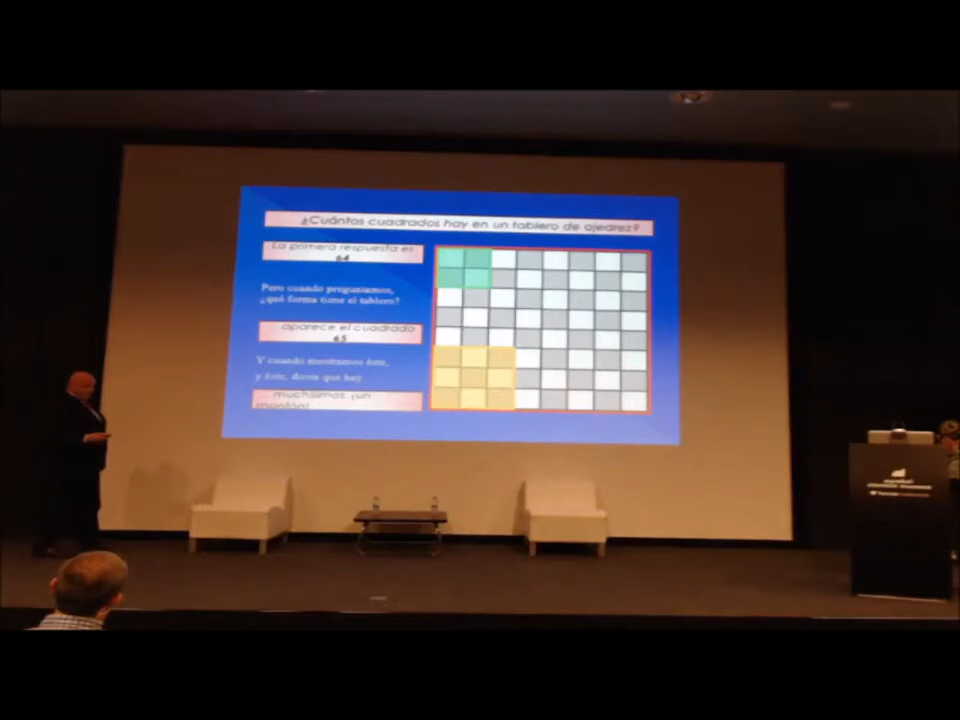 ¿Cuántos cuadrados hay en un tablero de ajedrez?
La primera respuesta es
64
Pero cuando preguntamos,
¿qué forma tiene el tablero?
aparece el cuadrado
65
Y cuando mostramos éste,
y éste, dicen que hay
muchísimos, ¡un
montón!